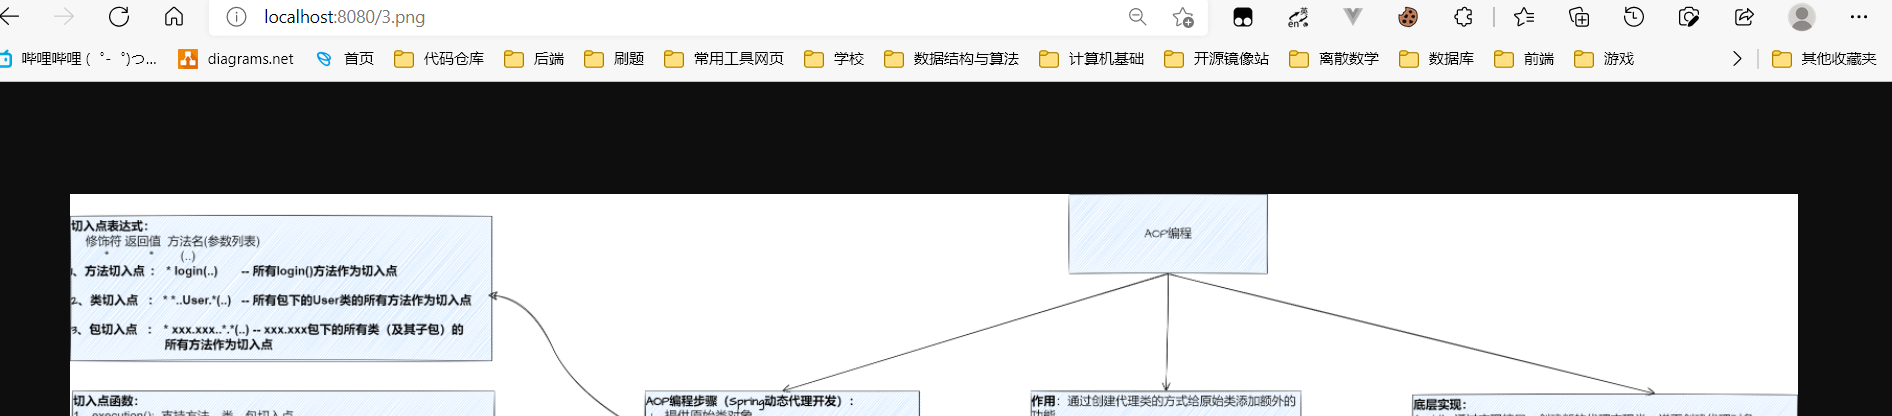 localhost:8080/3.png
哔哩哔哩 (゜-゜)つ... diagrams.net 首页 代码仓库 后端 刷题 常用工具网页 学校 数据结构与算法 计算机基础 开源镜像站 离散数学 数据库 前端 游戏 其他收藏夹
切入点表达式：
修饰符 返回值 方法名(参数列表)
* * (..)
、方法切入点 ： * login(..) -- 所有login()方法作为切入点
2、类切入点 ： * *..User.*(..) -- 所有包下的User类的所有方法作为切入点
3、包切入点 ： * xxx.xxx..*.*(..) -- xxx.xxx包下的所有类（及其子包）的
所有方法作为切入点
AOP编程
切入点函数：
1、execution(): 支持方法、类、包切入点
AOP编程步骤（Spring动态代理开发）：
提供原始类对象
作用：通过创建代理类的方式给原始类添加额外的
功能
底层实现：